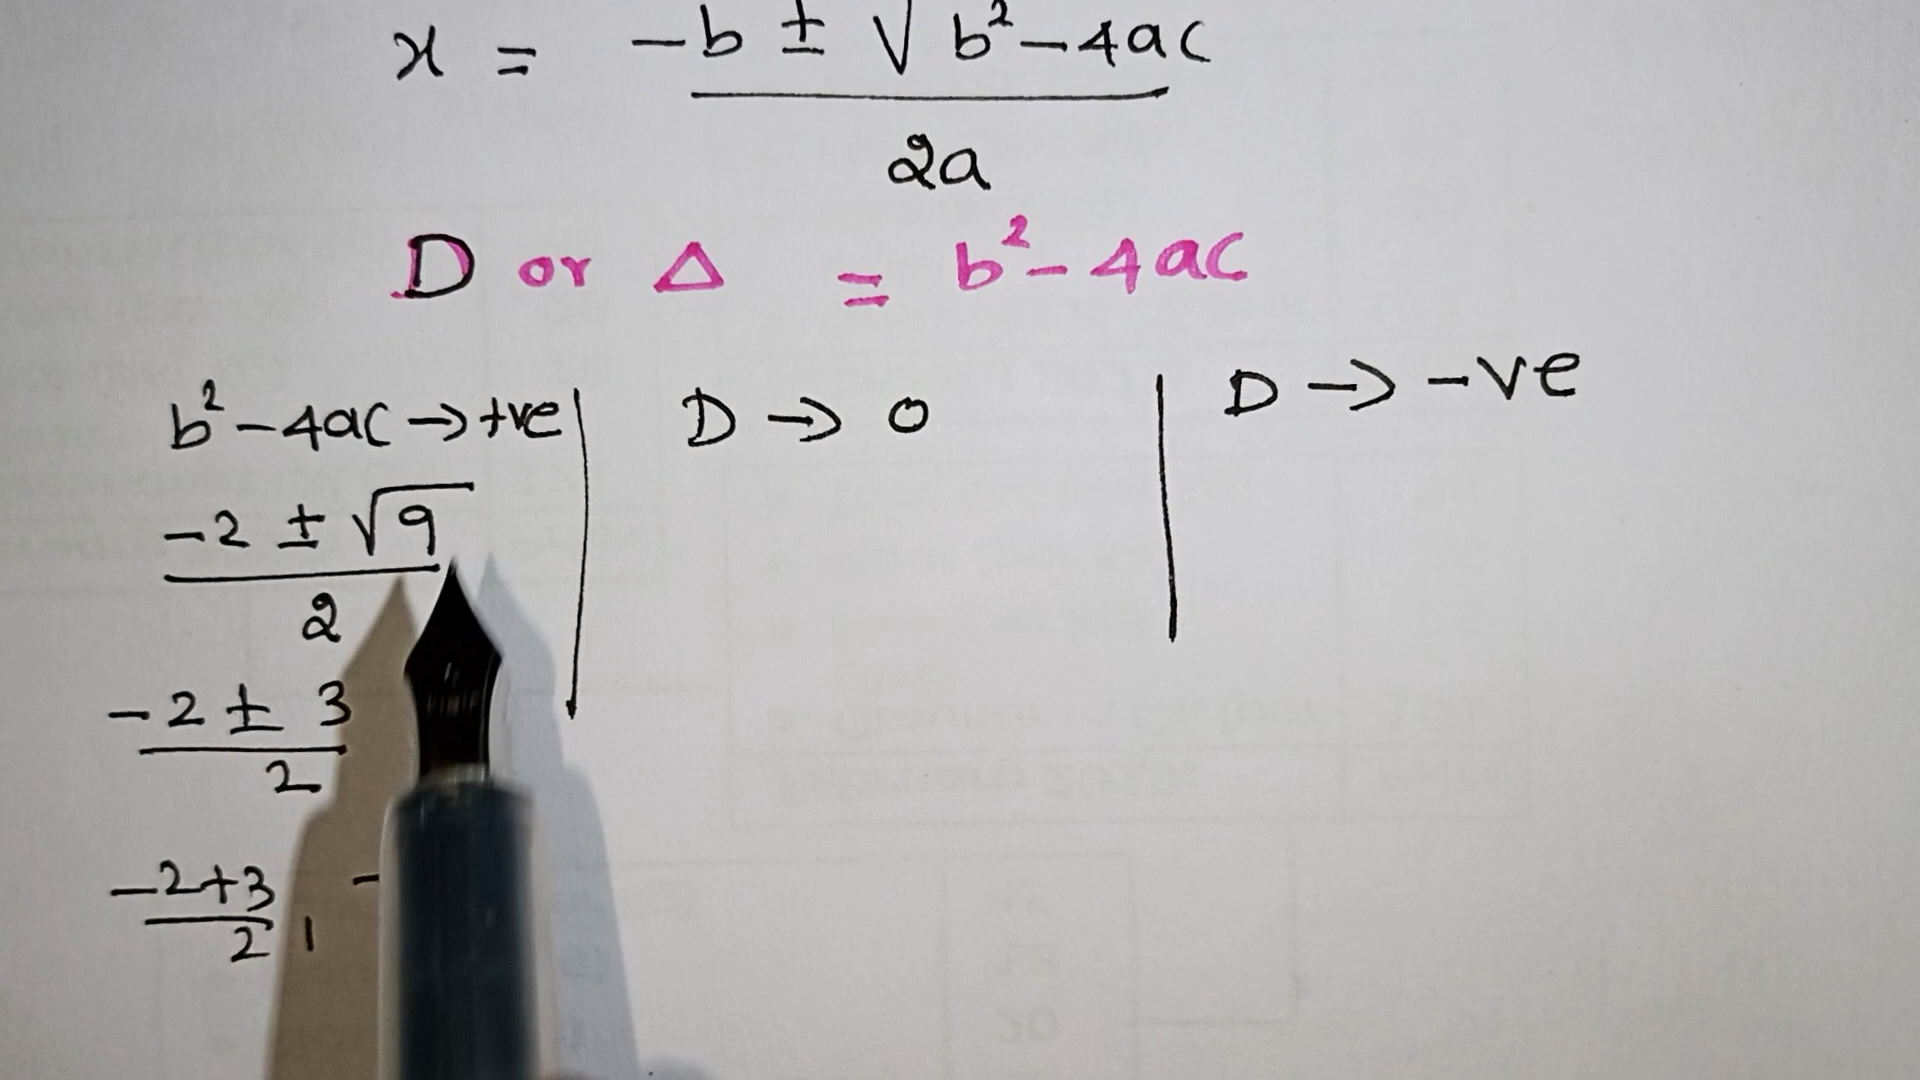 x = -b ± √ b² - 4ac
2a
D or Δ = b² - 4ac
b² - 4ac → +ve | D → 0 | D → -ve
-2 ± √9
2
-2 ± 3
2
-2+3 , -
2